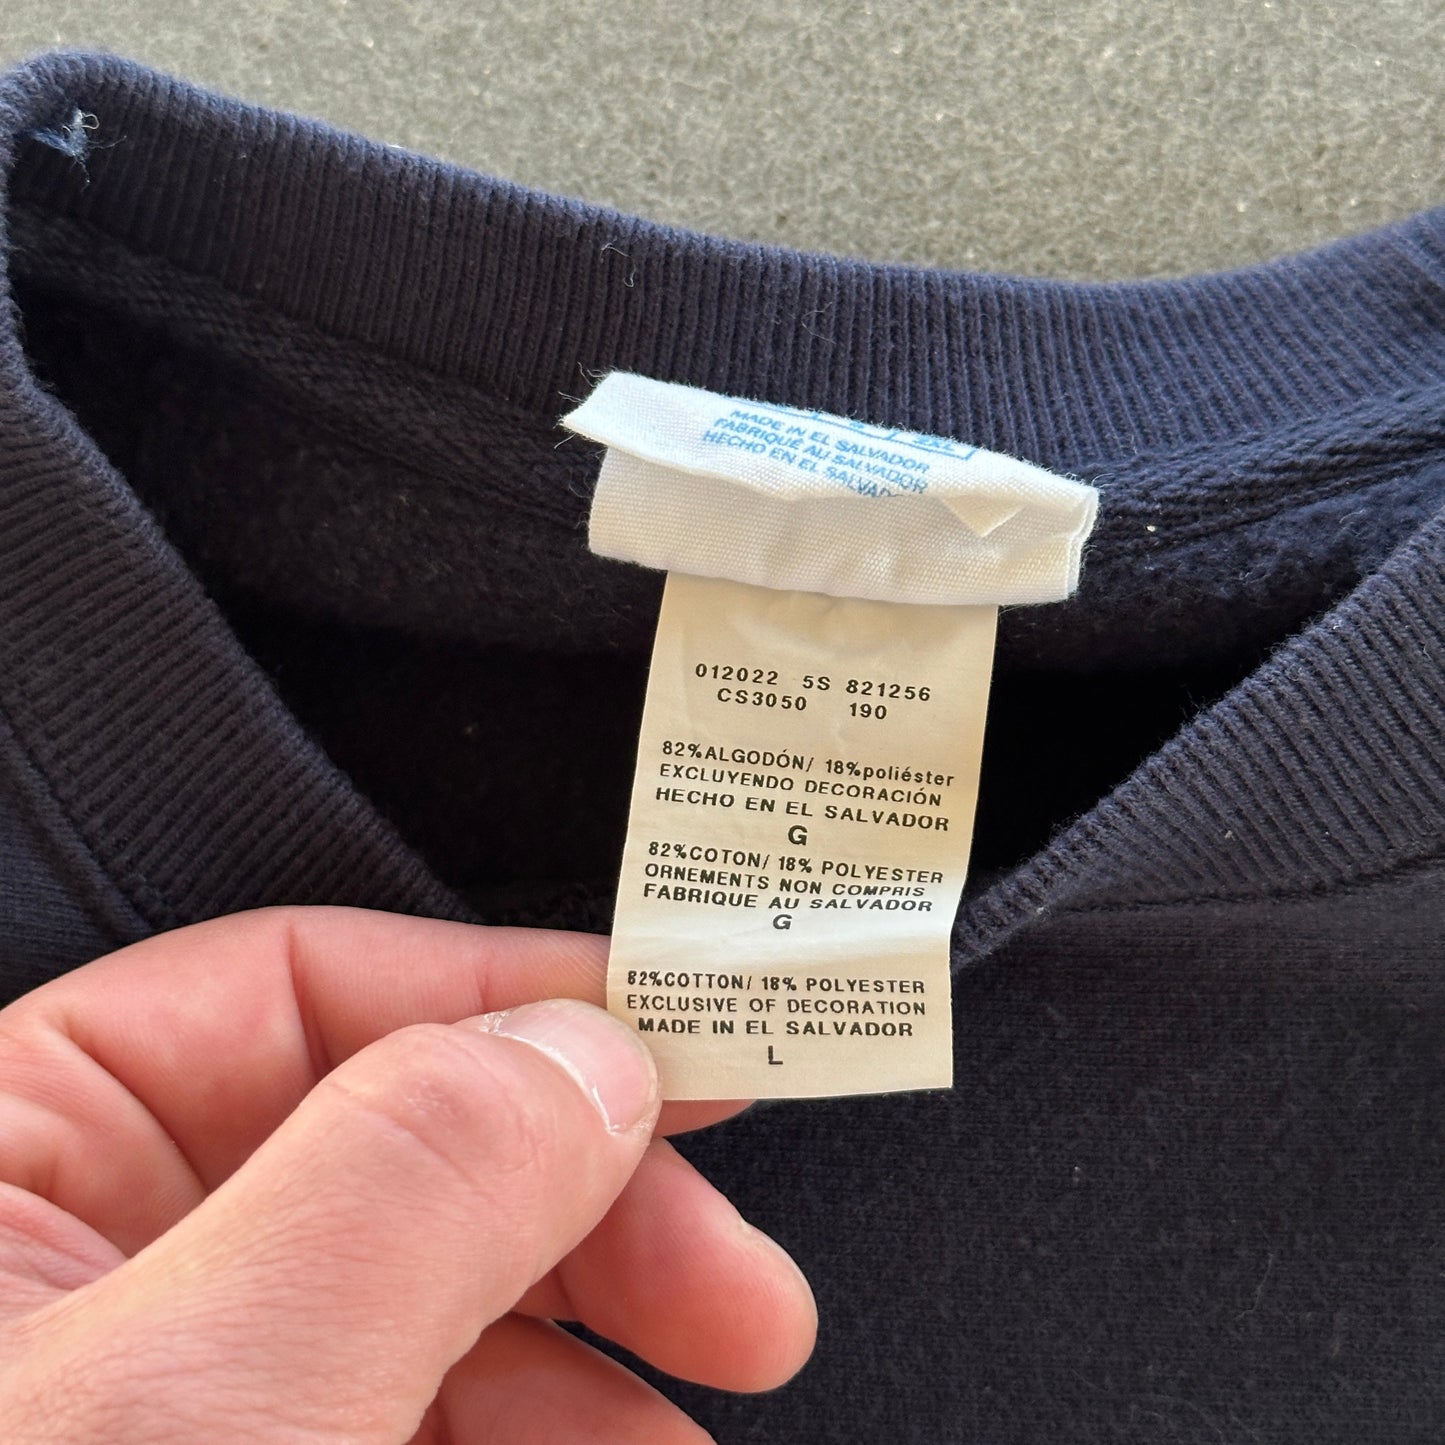 MADE IN EL SALVADOR
FABRIQUÉ AU SALVADOR
HECHO EN EL SALVADOR
012022 5S 821256
CS3050 190
82%ALGODÓN/ 18%poliéster
EXCLUYENDO DECORACIÓN
HECHO EN EL SALVADOR
G
82%COTON/ 18% POLYESTER
ORNEMENTS NON COMPRIS
FABRIQUE AU SALVADOR
G
82%COTTON/ 18% POLYESTER
EXCLUSIVE OF DECORATION
MADE IN EL SALVADOR
L